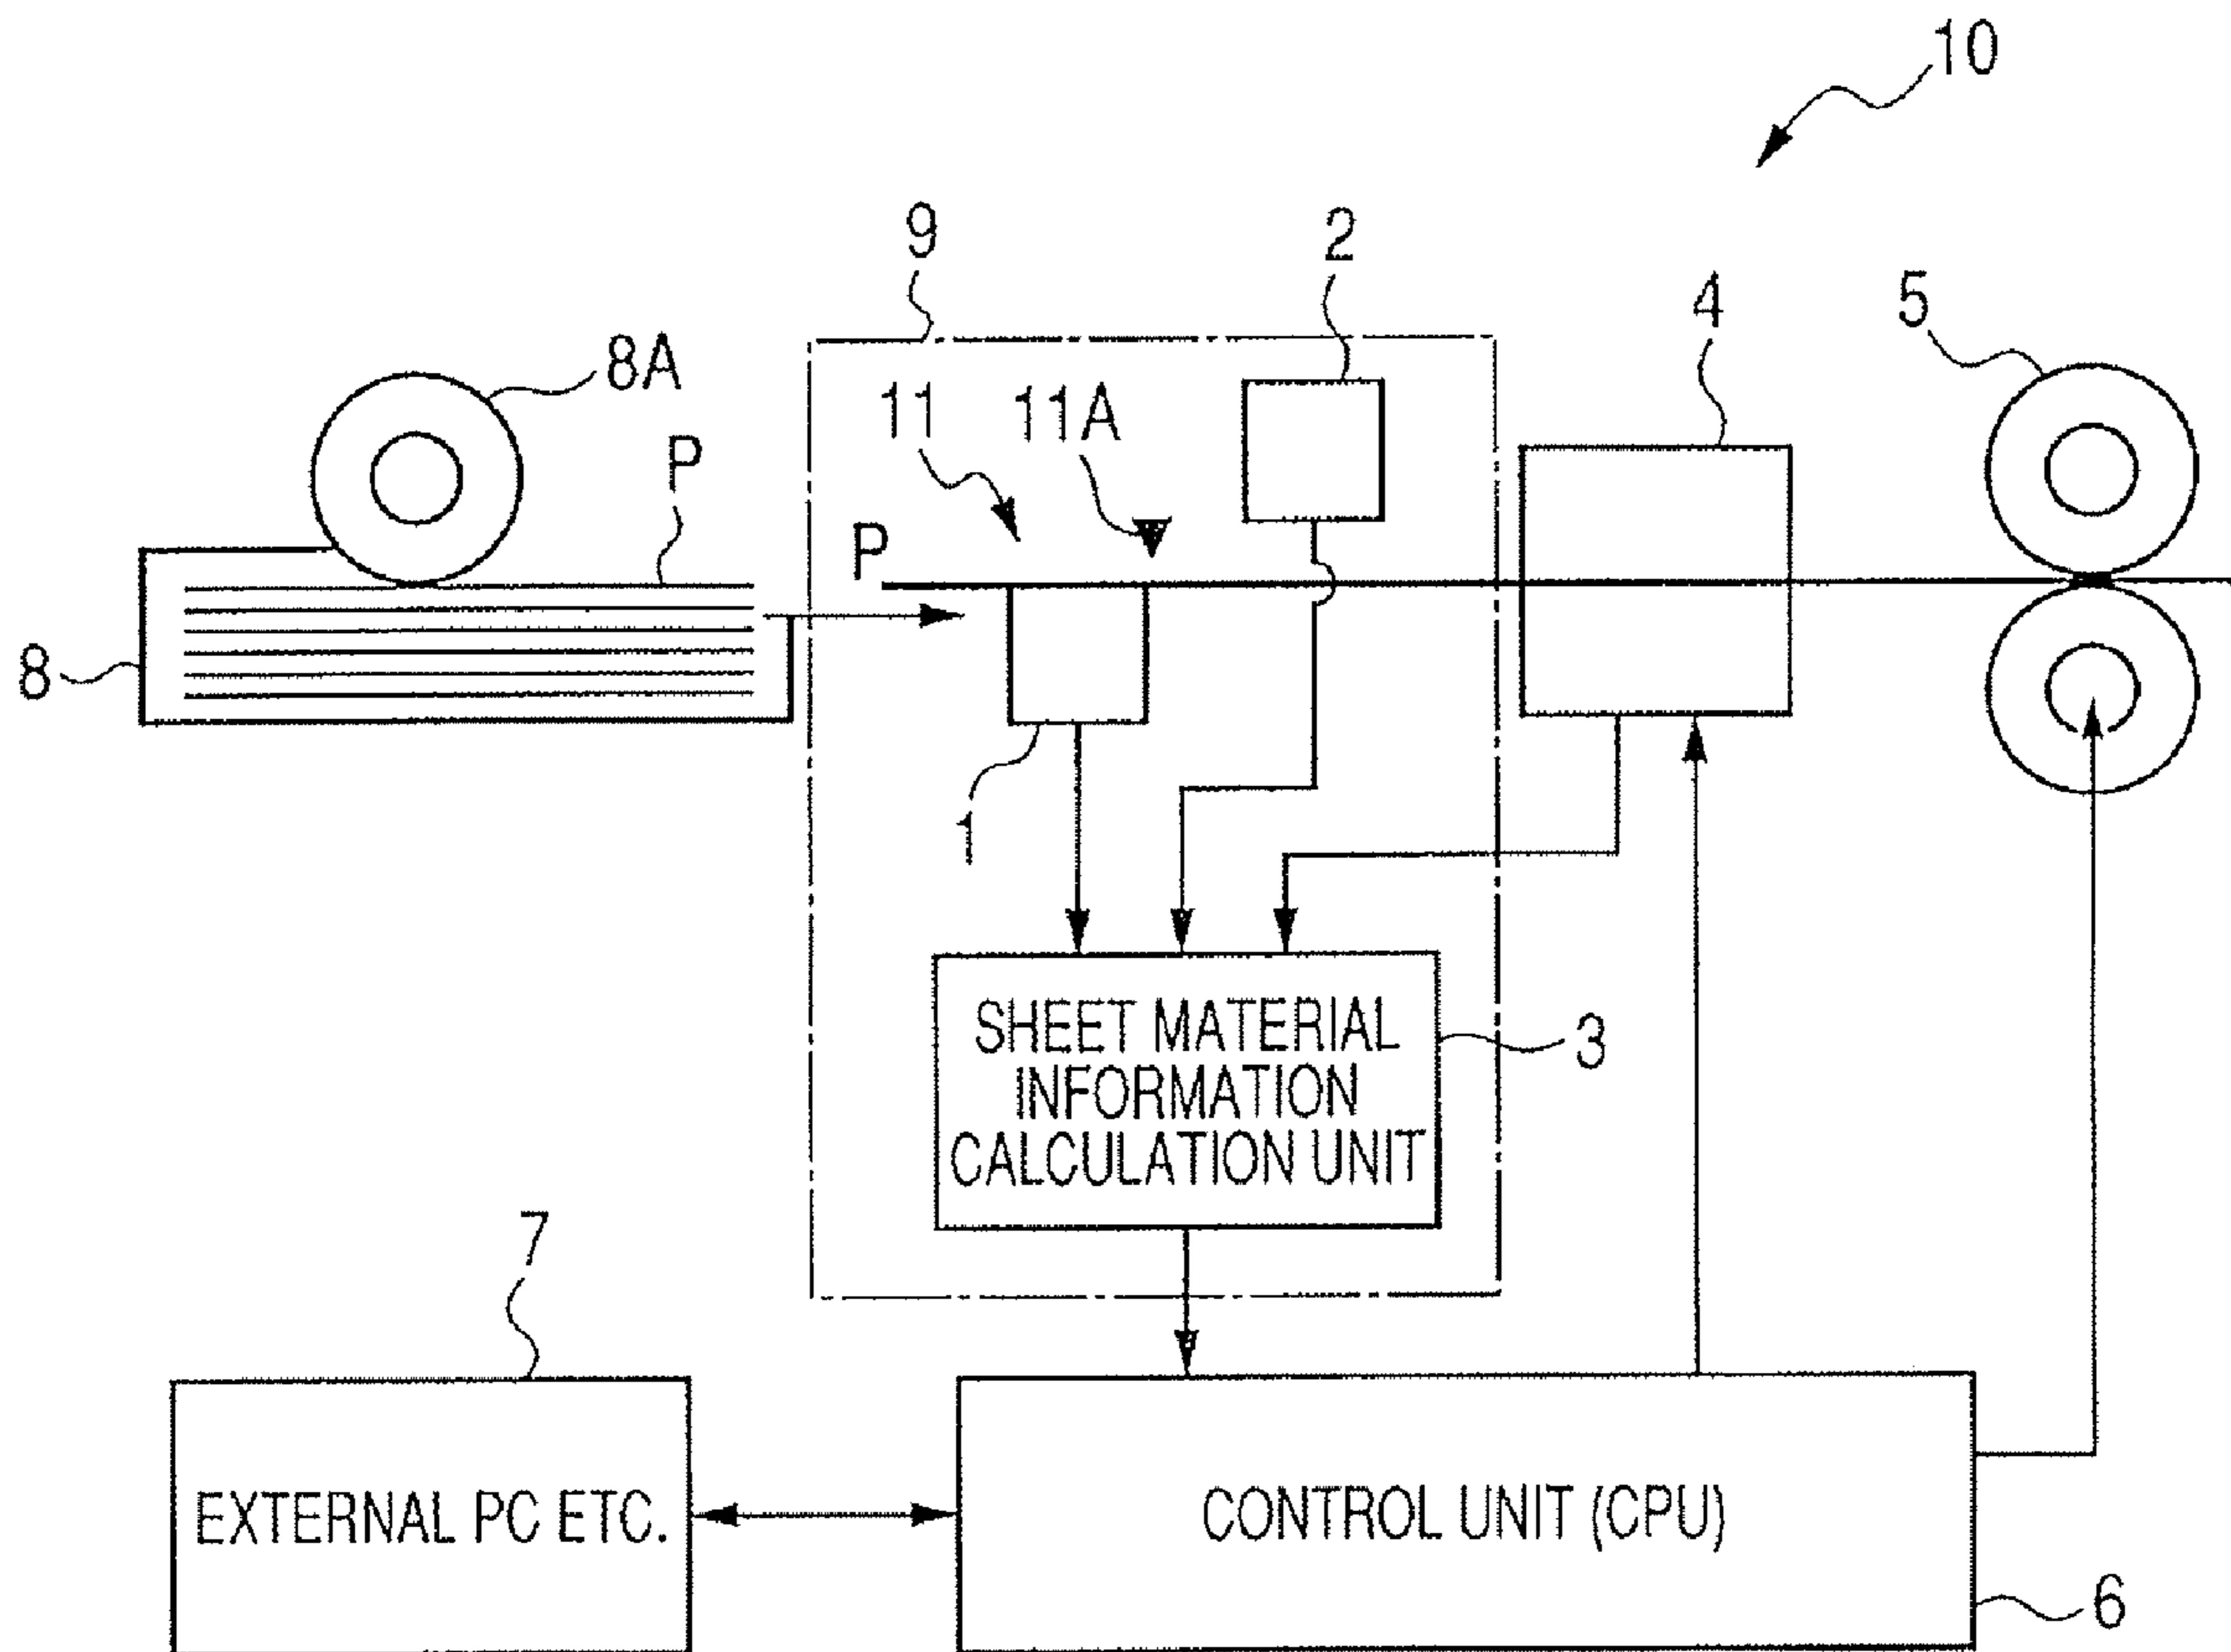 10
9
2
4
5
8A
11
11A
P
P
8
1
SHEET MATERIAL
INFORMATION
CALCULATION UNIT
3
7
EXTERNAL PC ETC.
CONTROL UNIT (CPU)
6